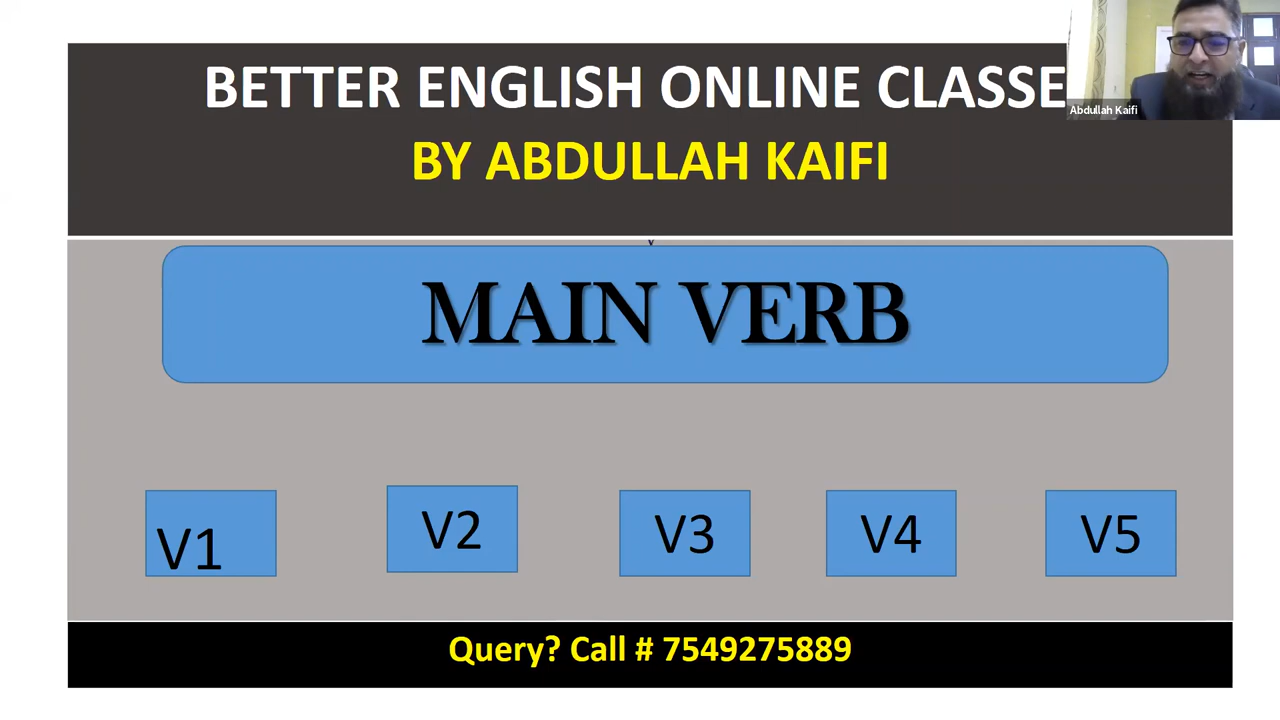 BETTER ENGLISH ONLINE CLASSE
Abdullah Kaifi
BY ABDULLAH KAIFI
v
MAIN VERB
V1 V2 V3 V4 V5
Query? Call # 7549275889